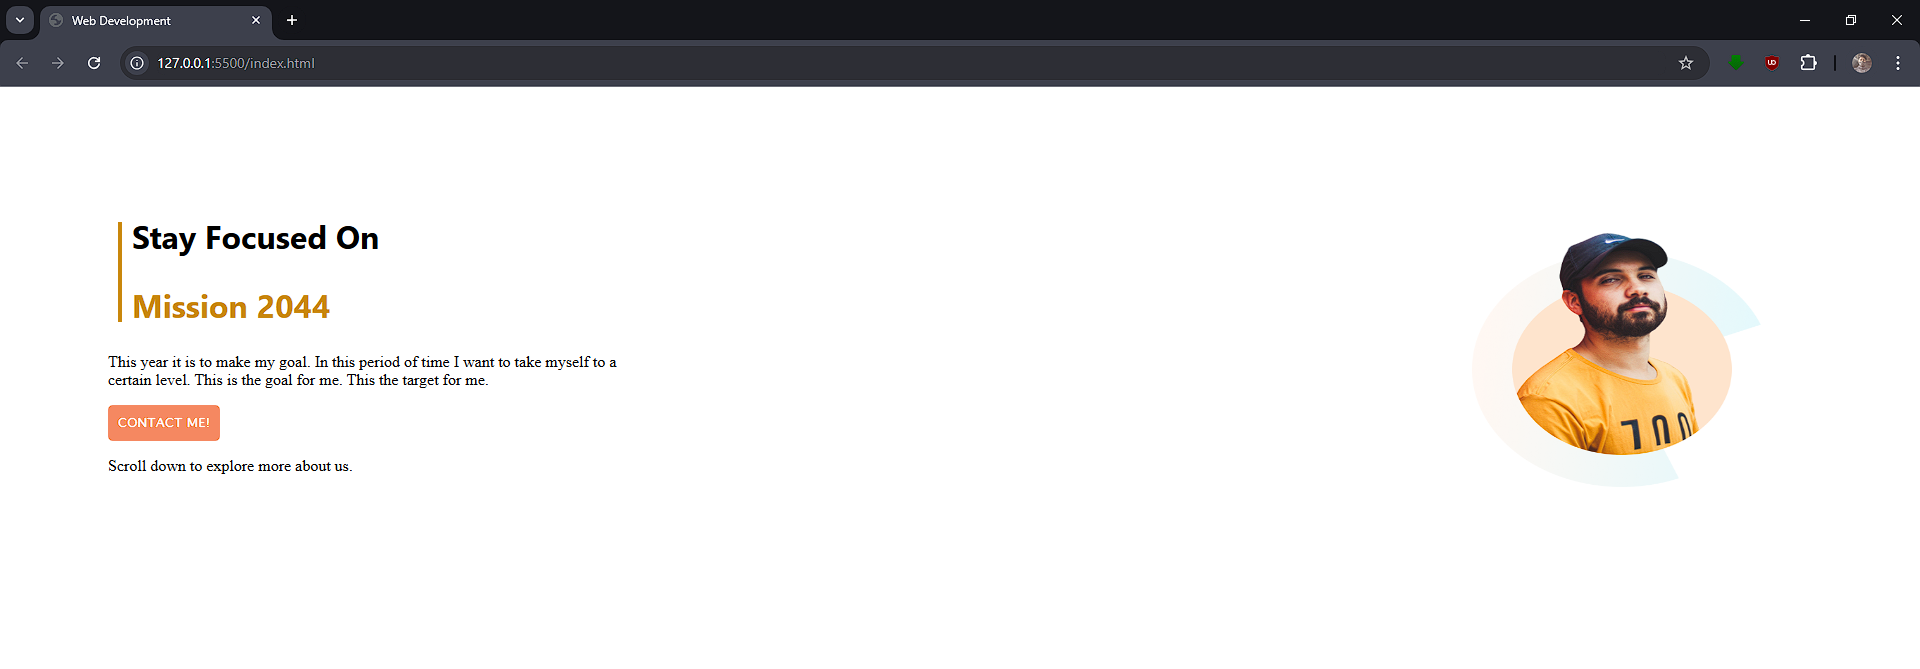 Web Development
127.0.0.1:5500/index.html
UD
Stay Focused On
Mission 2044
This year it is to make my goal. In this period of time I want to take myself to a
certain level. This is the goal for me. This the target for me.
CONTACT ME!
Scroll down to explore more about us.